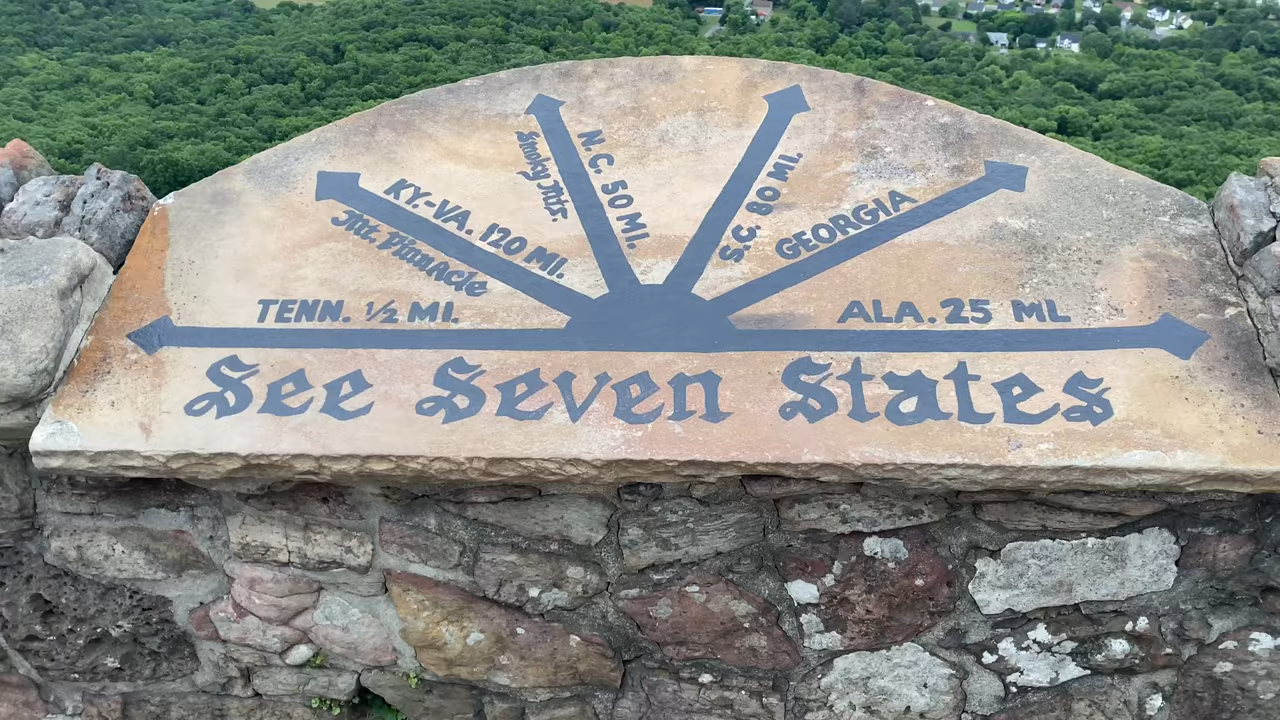 TENN. ½ MI.
KY.-VA. 120 MI.
Mt. Pinnacle
N.C. 50 MI.
Smoky Mts.
S.C. 80 MI.
GEORGIA
ALA. 25 MI.
See Seven States